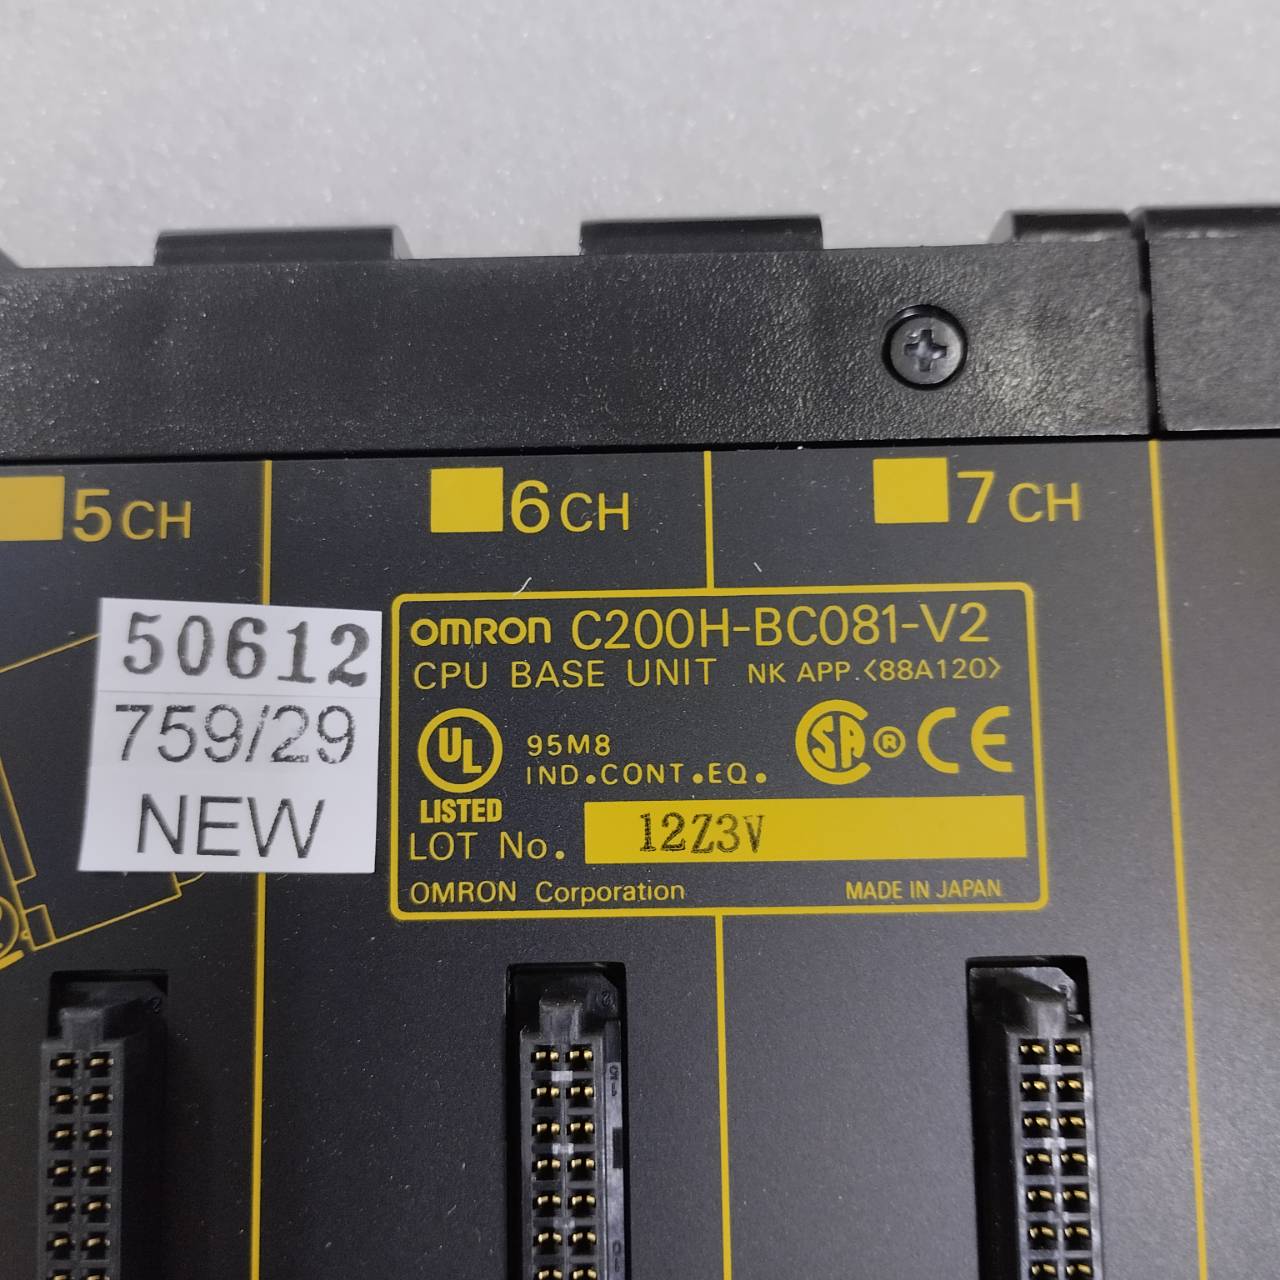 5CH
6CH
7CH
50612
759/29
NEW
OMRON C200H-BC081-V2
CPU BASE UNIT NK APP.<88A120>
UL
LISTED
95M8
IND.CONT.EQ.
SA ® CE
LOT No. 12Z3V
OMRON Corporation MADE IN JAPAN